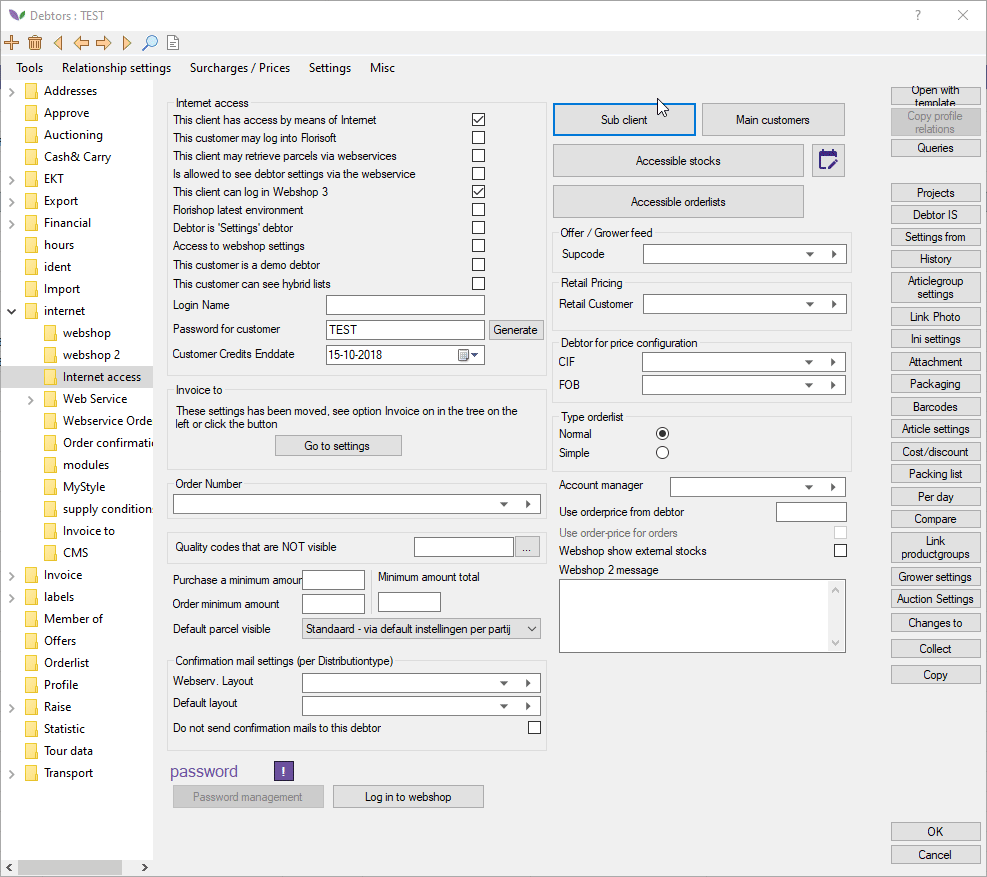 Debtors : TEST
?
Tools Relationship settings Surcharges / Prices Settings Misc
Addresses
Approve
Auctioning
Cash& Carry
EKT
Export
Financial
hours
ident
Import
internet
webshop
webshop 2
Internet access
Web Service
Webservice Orde
Order confirmatio
modules
MyStyle
supply conditions
Invoice to
CMS
Invoice
labels
Member of
Offers
Orderlist
Profile
Raise
Statistic
Tour data
Transport
Internet access
This client has access by means of Internet
This customer may log into Florisoft
This client may retrieve parcels via webservices
Is allowed to see debtor settings via the webservice
This client can log in Webshop 3
Florishop latest environment
Debtor is 'Settings' debtor
Access to webshop settings
This customer is a demo debtor
This customer can see hybrid lists
Login Name
Password for customer TEST Generate
Customer Credits Enddate 15-10-2018
Invoice to
These settings has been moved, see option Invoice on in the tree on the
left or click the button
Go to settings
Order Number
Quality codes that are NOT visible ...
Purchase a minimum amour Minimum amount total
Order minimum amount
Default parcel visible Standaard - via default instellingen per partij
Confirmation mail settings (per Distributiontype)
Webserv. Layout
Default layout
Do not send confirmation mails to this debtor
password !
Password management Log in to webshop
Sub client Main customers
Accessible stocks
Accessible orderlists
Offer / Grower feed
Supcode
Retail Pricing
Retail Customer
Debtor for price configuration
CIF
FOB
Type orderlist
Normal
Simple
Account manager
Use orderprice from debtor
Use order-price for orders
Webshop show external stocks
Webshop 2 message
Open with
template
Copy profile
relations
Queries
Projects
Debtor IS
Settings from
History
Articlegroup
settings
Link Photo
Ini settings
Attachment
Packaging
Barcodes
Article settings
Cost/discount
Packing list
Per day
Compare
Link
productgroups
Grower settings
Auction Settings
Changes to
Collect
Copy
OK
Cancel